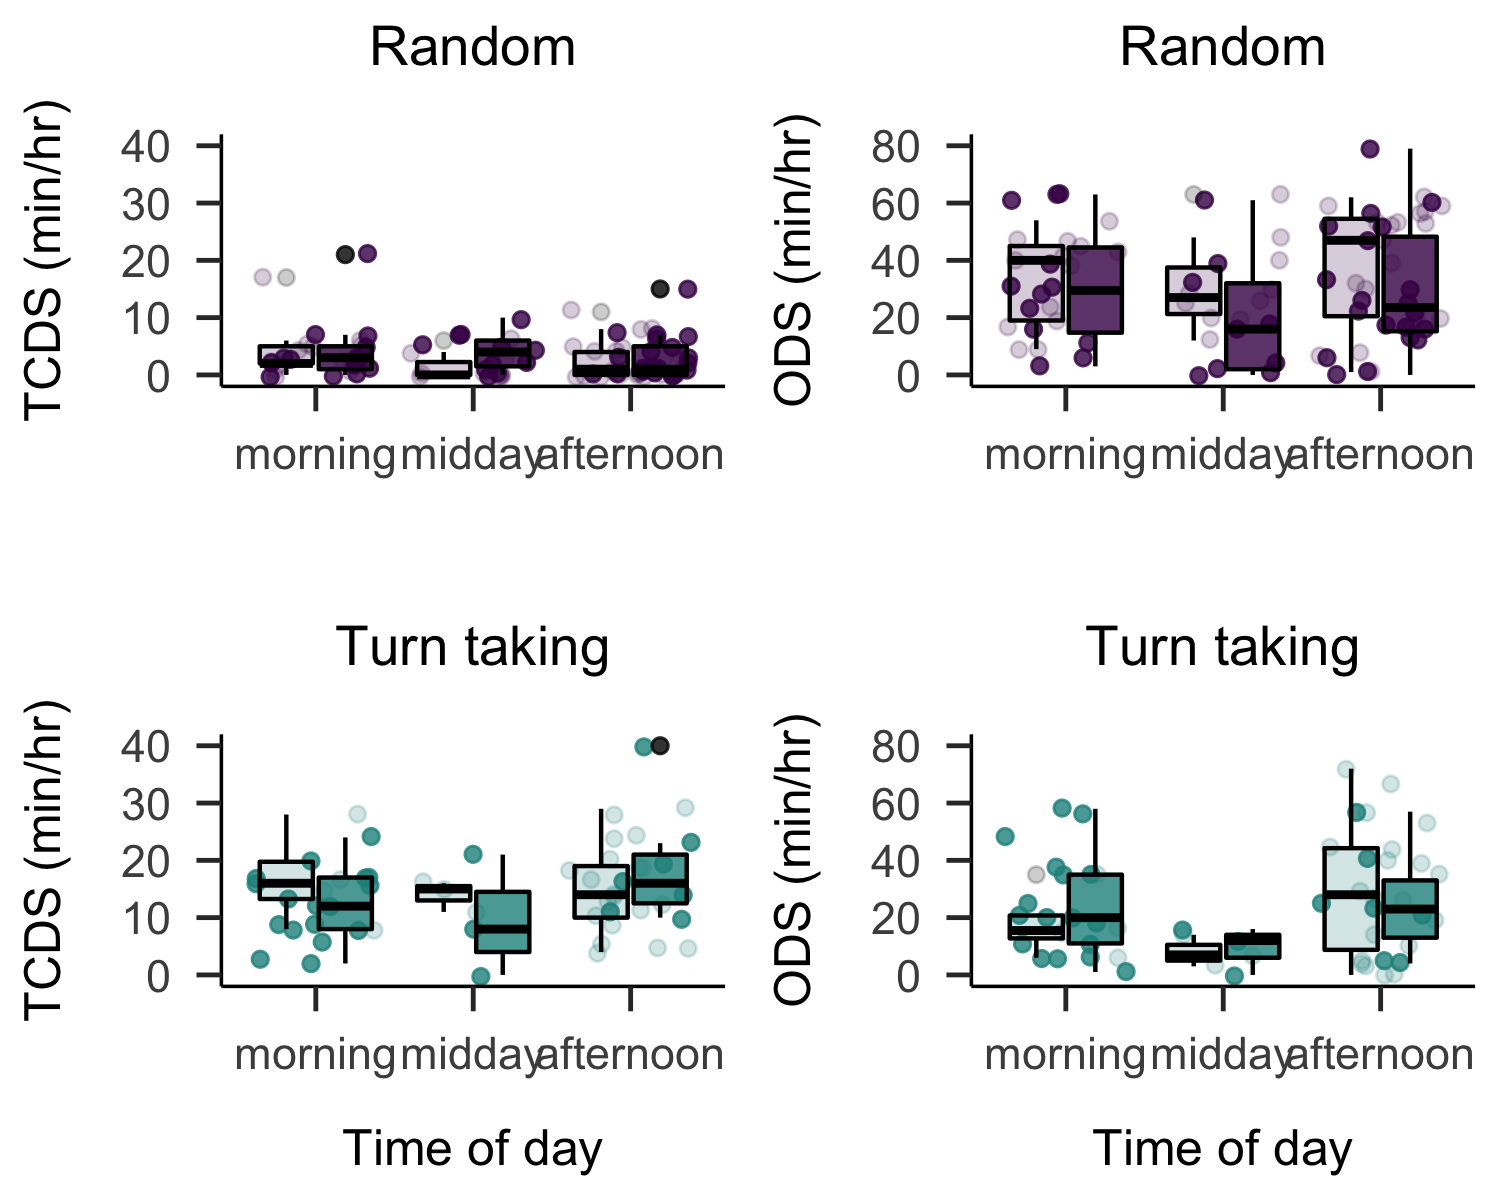 Random
TCDS (min/hr)
40
30
20
10
0
morning midday afternoon
Random
ODS (min/hr)
80
60
40
20
0
morning midday afternoon
Turn taking
TCDS (min/hr)
40
30
20
10
0
morning midday afternoon
Time of day
Turn taking
ODS (min/hr)
80
60
40
20
0
morning midday afternoon
Time of day